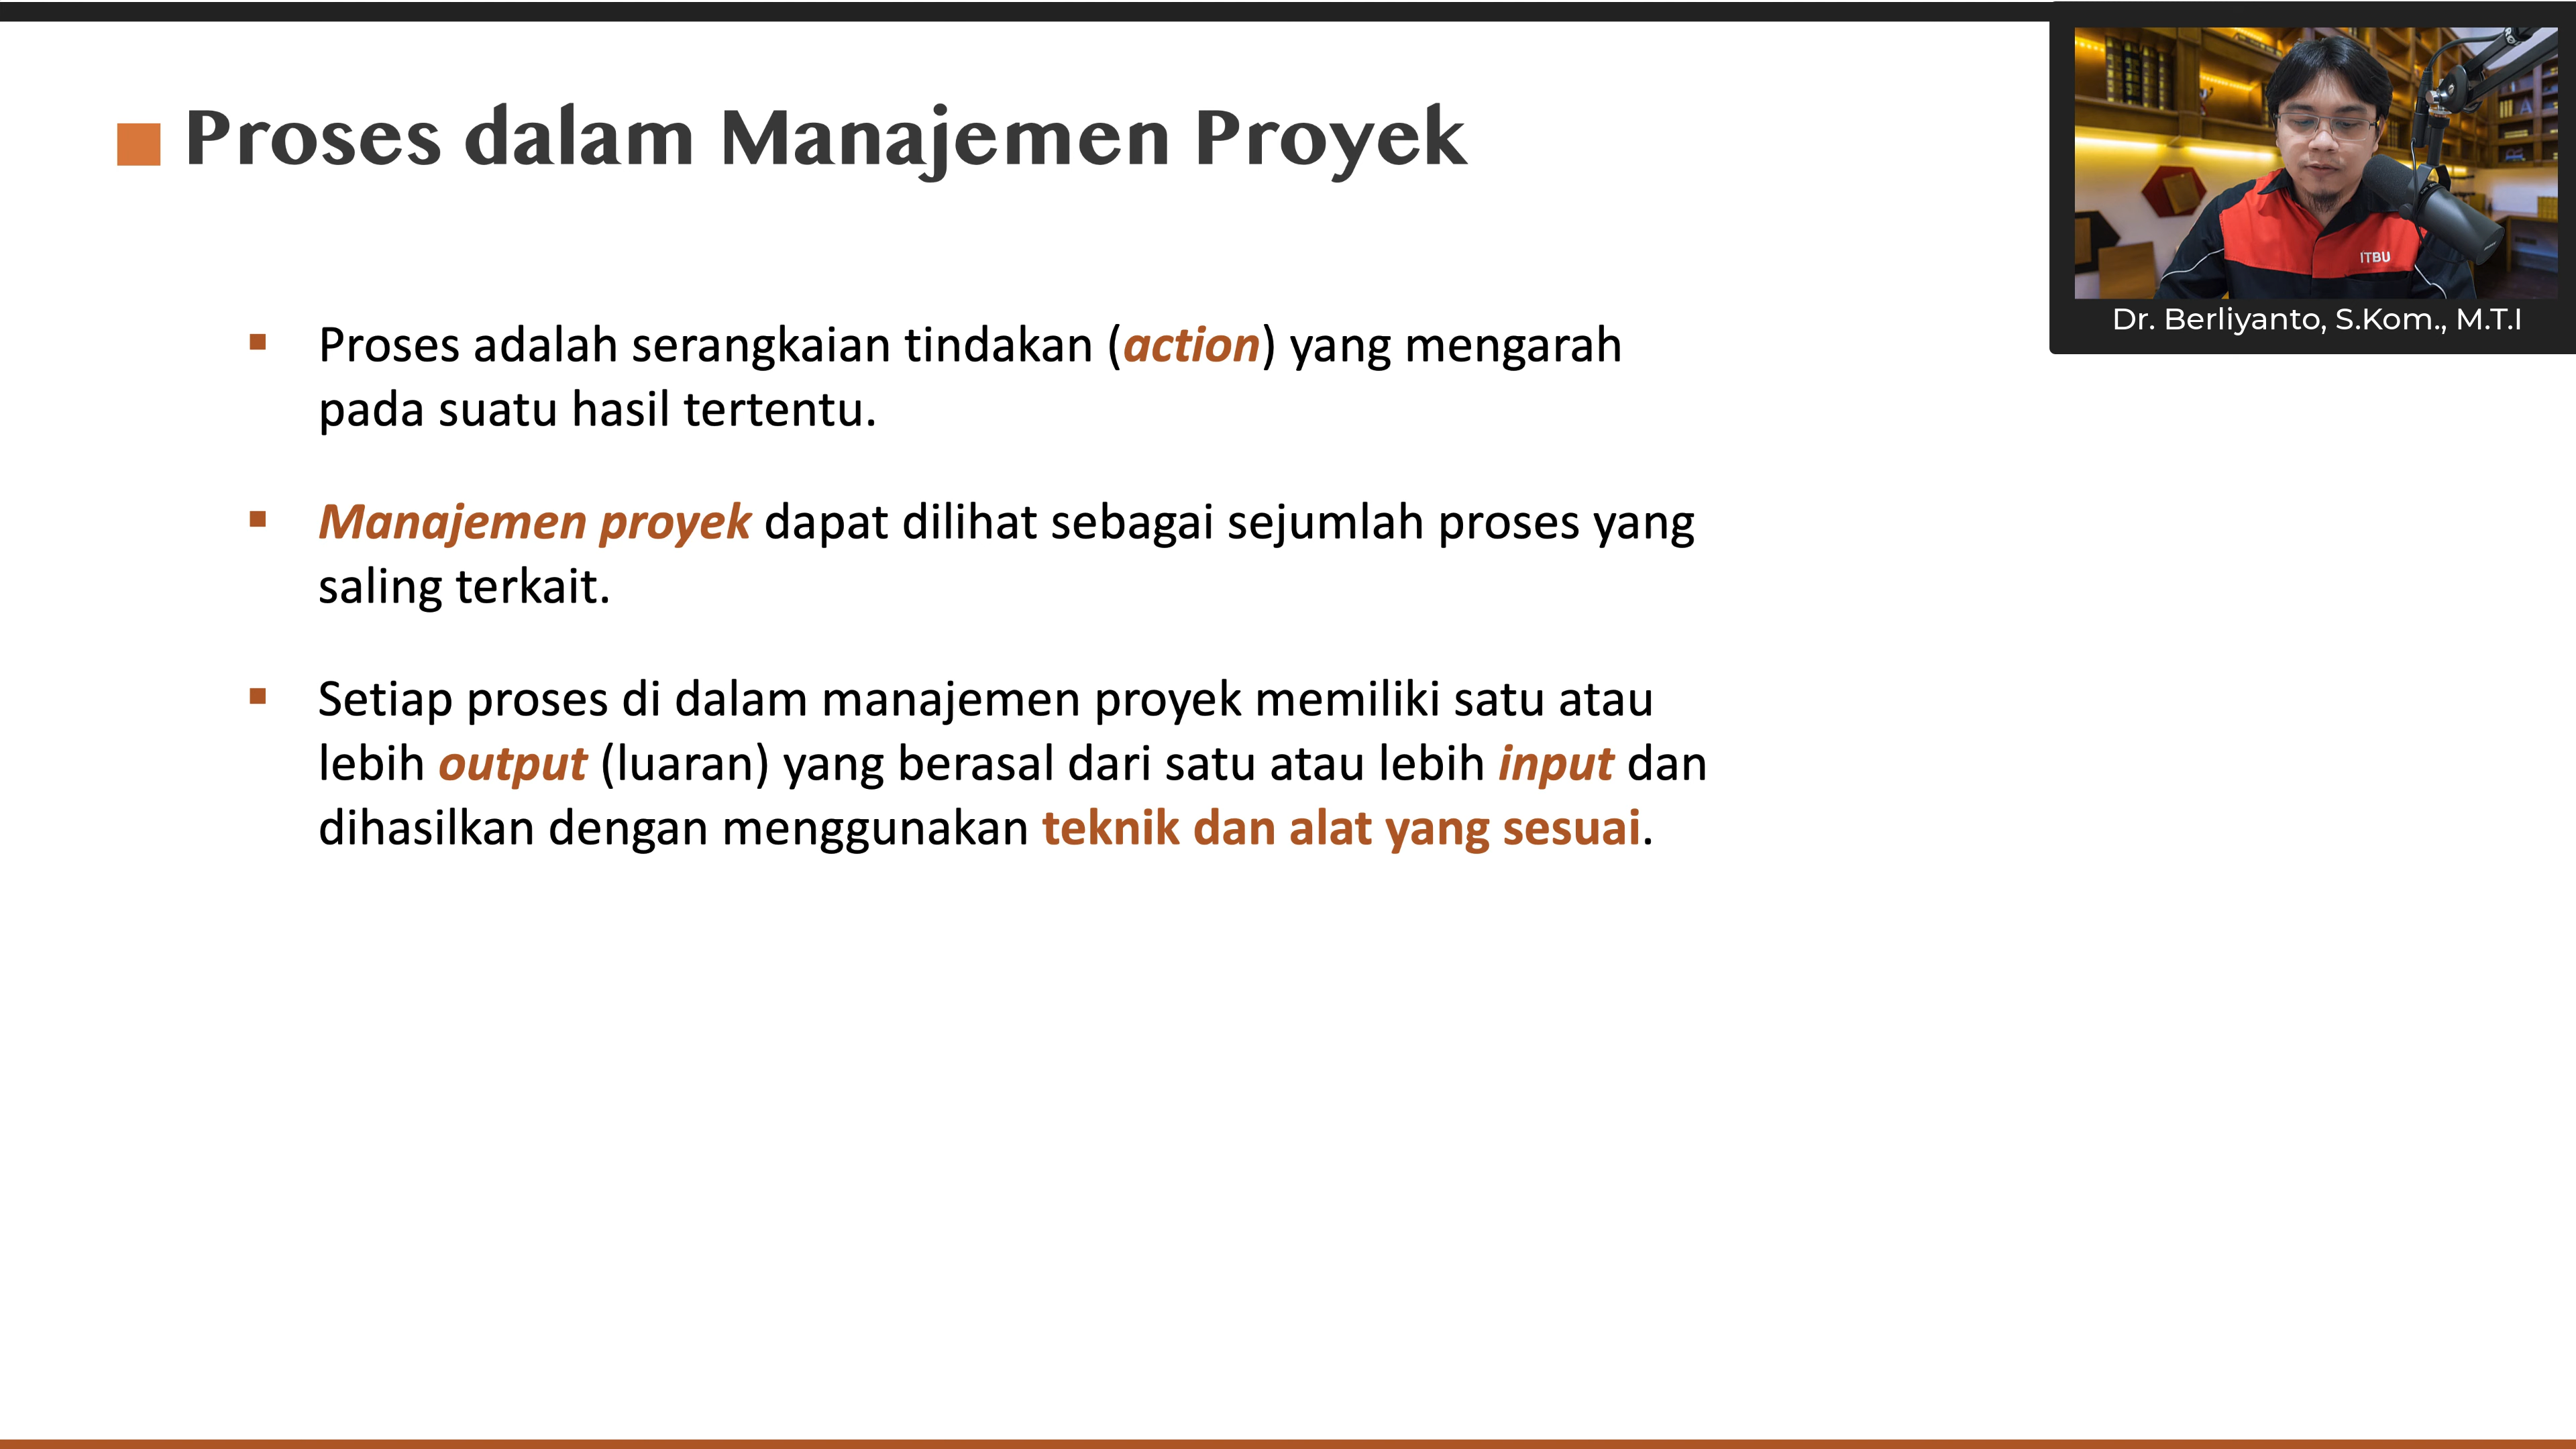 Proses dalam Manajemen Proyek
Proses adalah serangkaian tindakan (action) yang mengarah
pada suatu hasil tertentu.
Manajemen proyek dapat dilihat sebagai sejumlah proses yang
saling terkait.
Setiap proses di dalam manajemen proyek memiliki satu atau
lebih output (luaran) yang berasal dari satu atau lebih input dan
dihasilkan dengan menggunakan teknik dan alat yang sesuai.
ITBU
Dr. Berliyanto, S.Kom., M.T.I